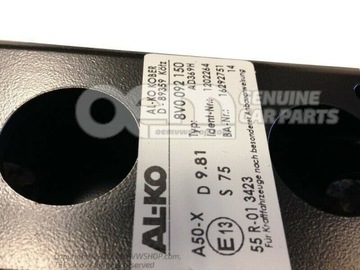 AL-KO KOBER
D - 89359 Kötz
8V0 092 150
Typ: AD369H
Ident-Nr. 1202264
BA-Nr. 16292751
14
AL-KO
A50-X D 9.81
E13 S 75
55 R-01 3423
Für Kraftfahrzeuge nach besonderer Anbauweisung
GENUINE
CAR PARTS